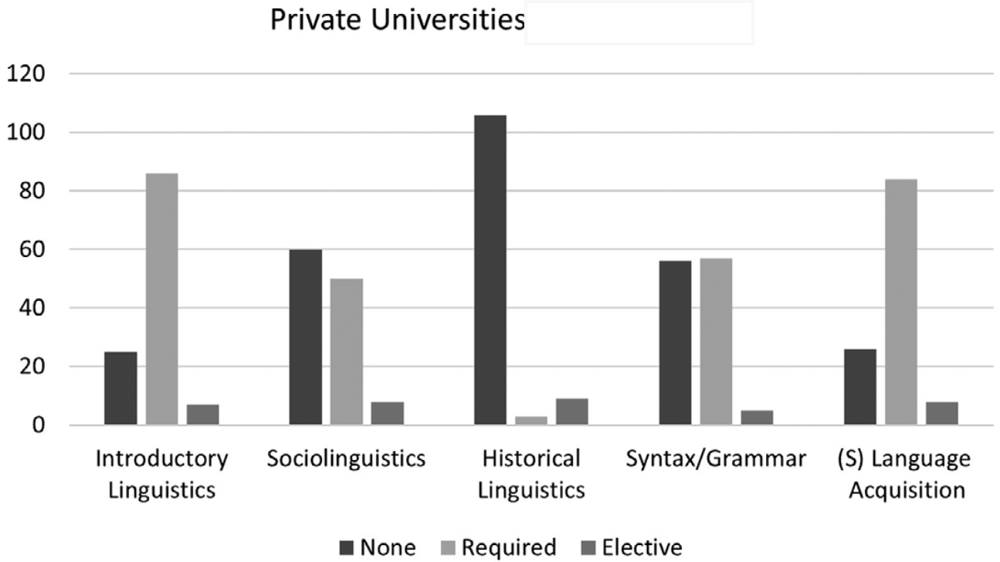 Private Universities
120
100
80
60
40
20
0
Introductory
Linguistics
Sociolinguistics
Historical
Linguistics
Syntax/Grammar
(S) Language
Acquisition
None
Required
Elective